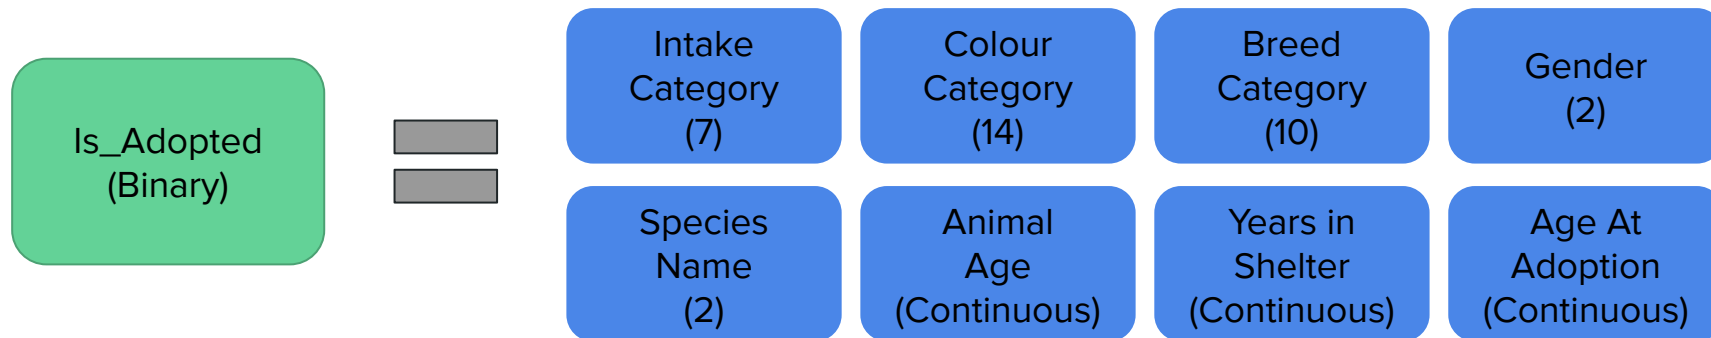 Is_Adopted
(Binary)
Intake
Category
(7)
Colour
Category
(14)
Breed
Category
(10)
Gender
(2)
Species
Name
(2)
Animal
Age
(Continuous)
Years in
Shelter
(Continuous)
Age At
Adoption
(Continuous)